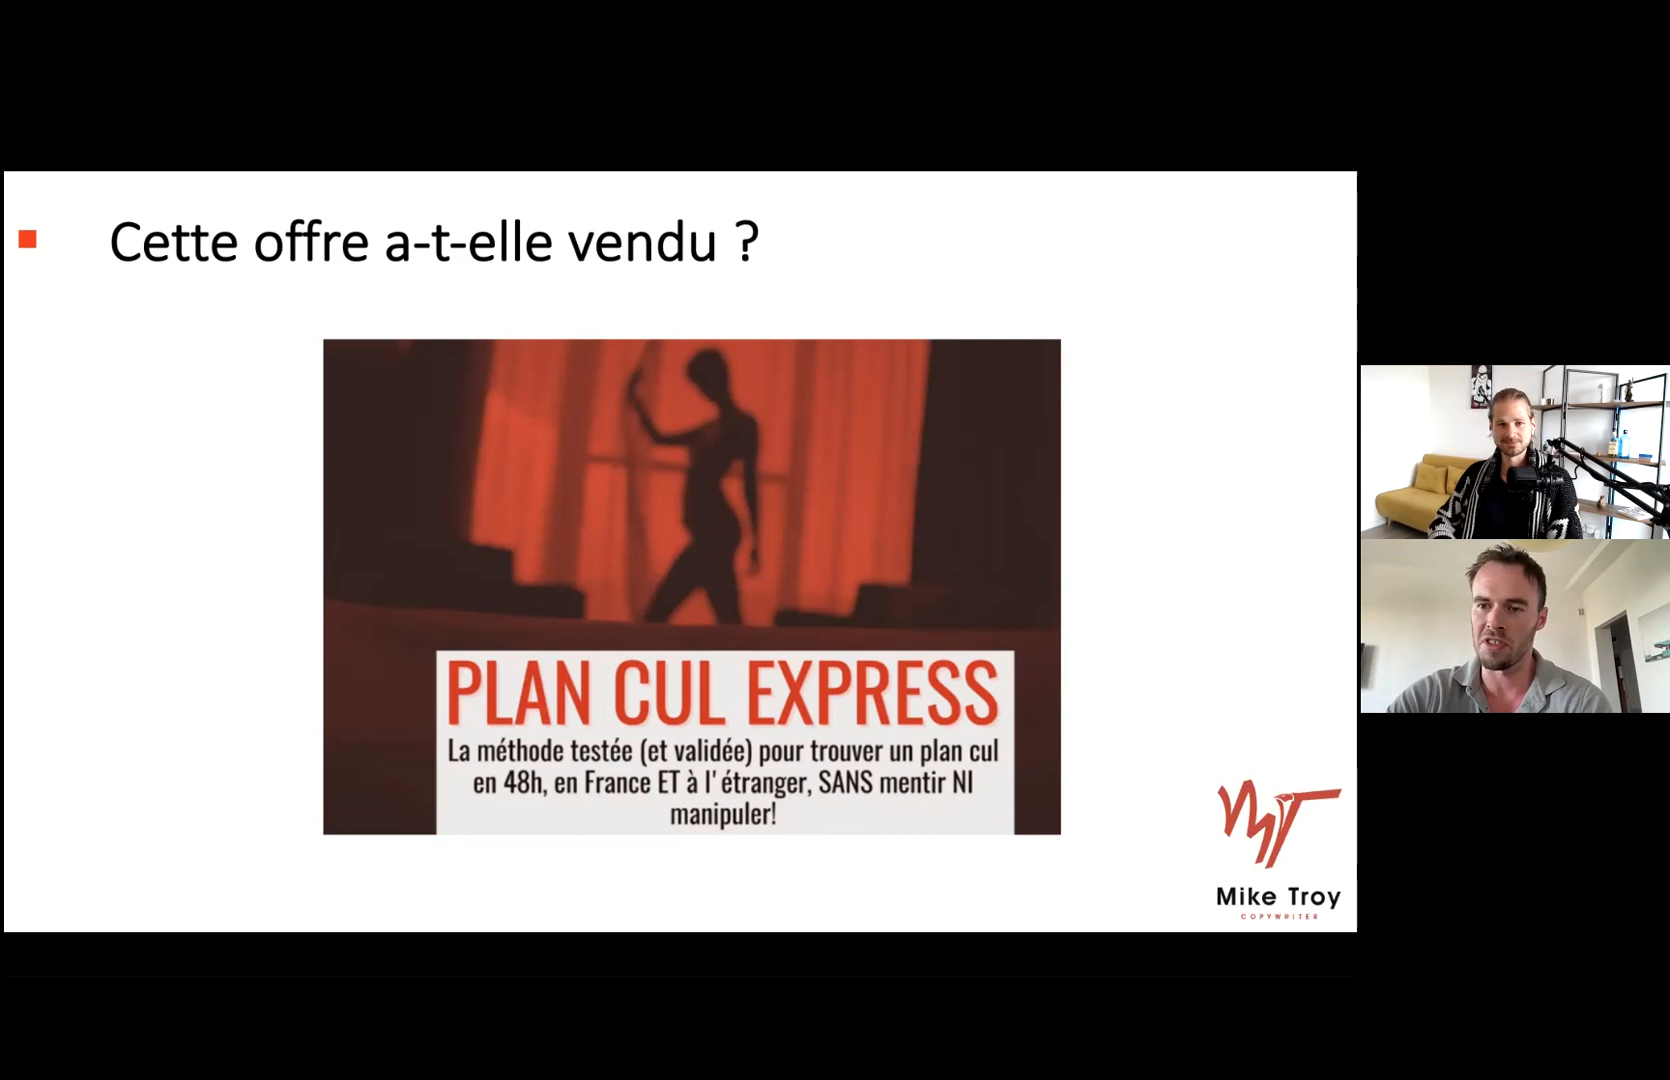 Cette offre a-t-elle vendu ?
PLAN CUL EXPRESS
La méthode testée (et validée) pour trouver un plan cul
en 48h, en France ET à l'étranger, SANS mentir NI
manipuler!
MT
Mike Troy
COPYWRITER